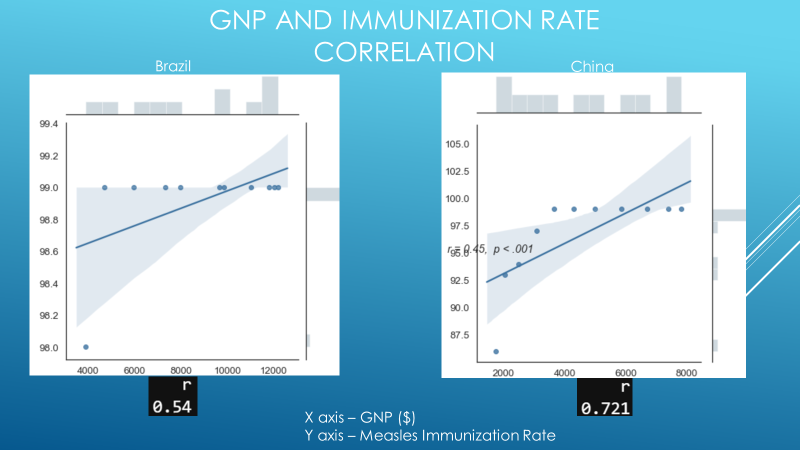 GNP AND IMMUNIZATION RATE
CORRELATION
Brazil
99.4
99.2
99.0
98.8
98.6
98.4
98.2
98.0
4000 6000 8000 10000 12000
r
0.54
China
105.0
102.5
100.0
97.5
r = 0.45, p < .001
95.0
92.5
90.0
87.5
2000 4000 6000 8000
r
0.721
X axis – GNP ($)
Y axis – Measles Immunization Rate